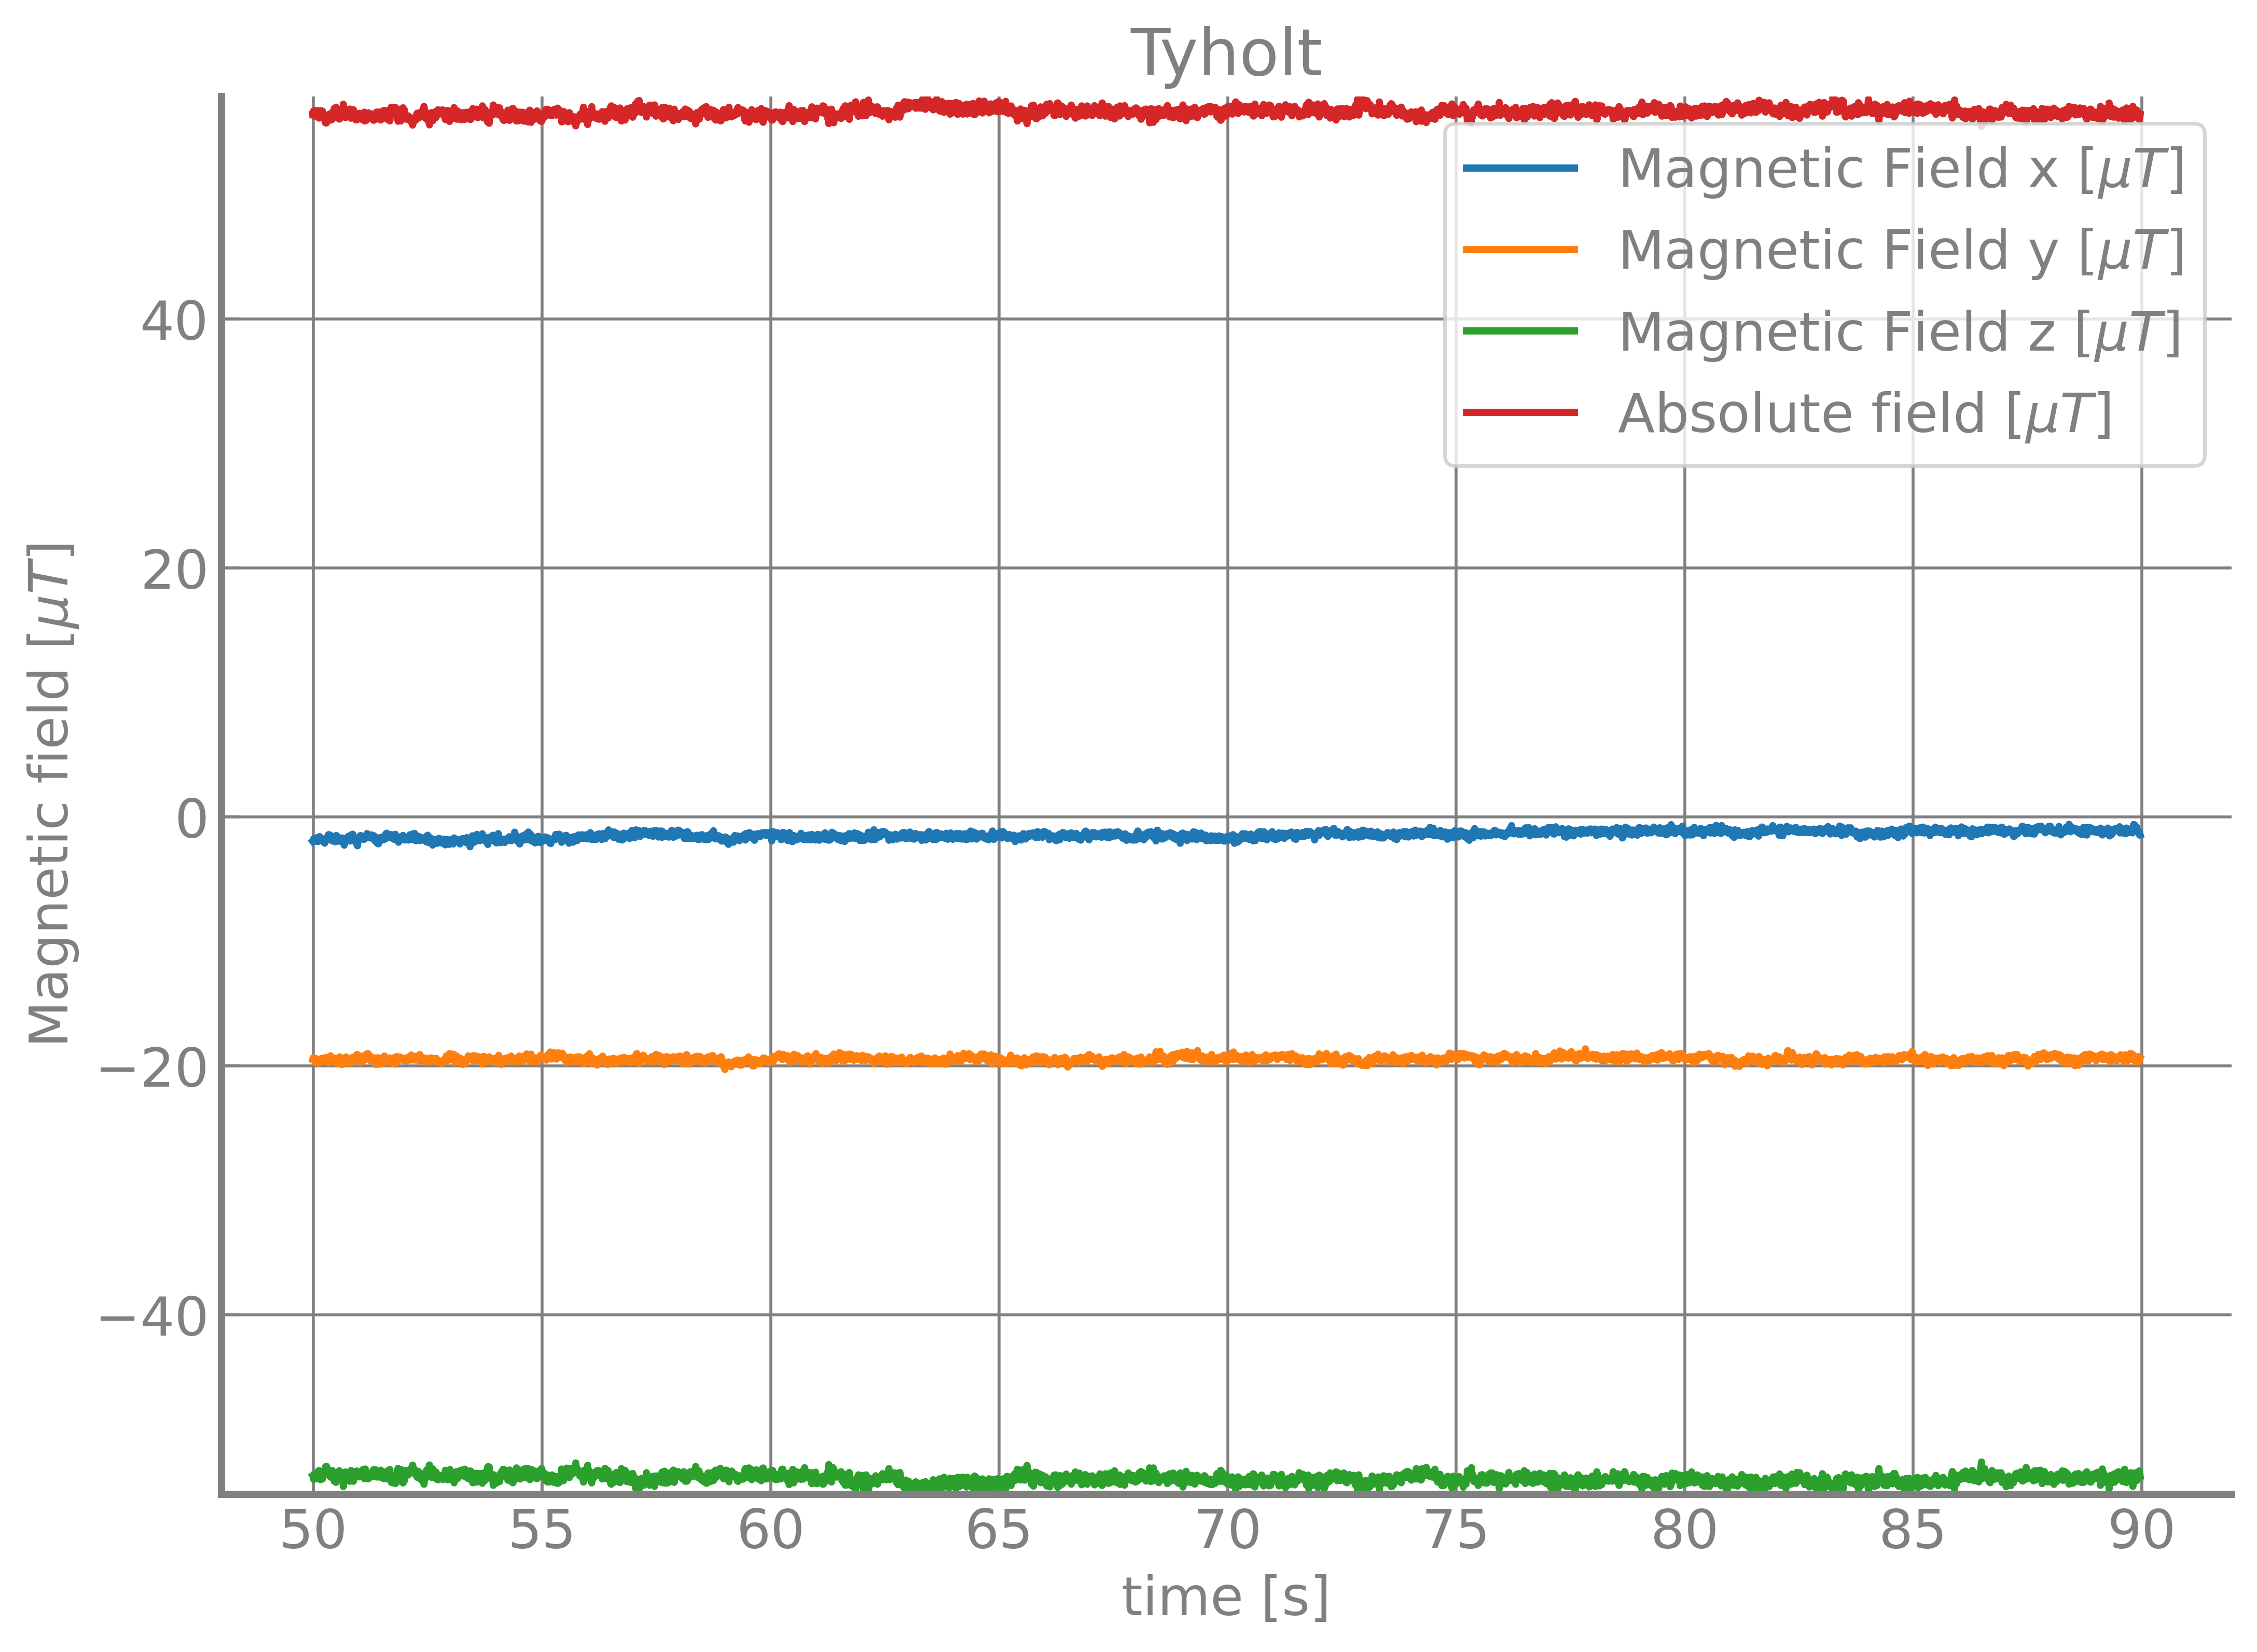 Tyholt
Magnetic Field x [μT]
Magnetic Field y [μT]
Magnetic Field z [μT]
Absolute field [μT]
Magnetic field [μT]
40
20
0
−20
−40
50 55 60 65 70 75 80 85 90
time [s]